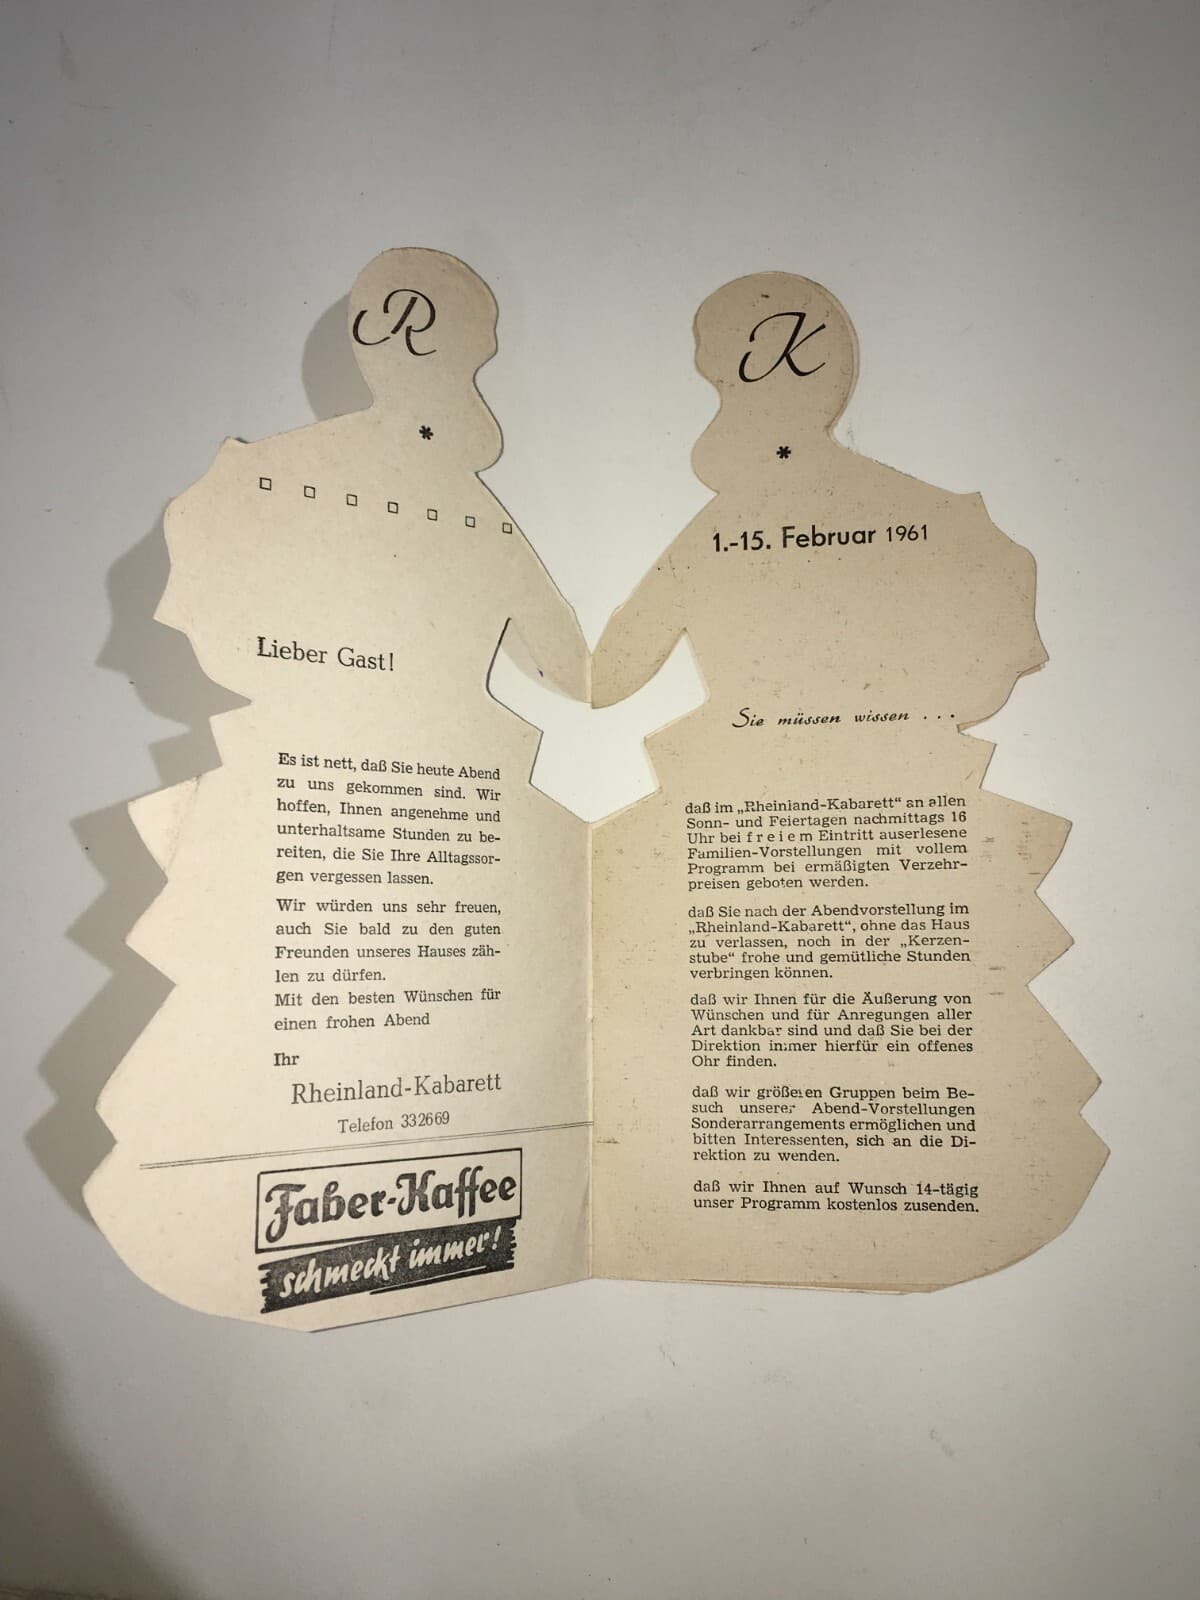 R
*
Lieber Gast!
Es ist nett, daß Sie heute Abend
zu uns gekommen sind. Wir
hoffen, Ihnen angenehme und
unterhaltsame Stunden zu be-
reiten, die Sie Ihre Alltagssor-
gen vergessen lassen.
Wir würden uns sehr freuen,
auch Sie bald zu den guten
Freunden unseres Hauses zäh-
len zu dürfen.
Mit den besten Wünschen für
einen frohen Abend
Ihr
Rheinland-Kabarett
Telefon 332669
Faber-Kaffee
schmeckt immer!
K
*
1.-15. Februar 1961
Sie müssen wissen . . .
daß im „Rheinland-Kabarett“ an allen
Sonn- und Feiertagen nachmittags 16
Uhr bei freiem Eintritt auserlesene
Familien-Vorstellungen mit vollem
Programm bei ermäßigten Verzehr-
preisen geboten werden.
daß Sie nach der Abendvorstellung im
„Rheinland-Kabarett“, ohne das Haus
zu verlassen, noch in der „Kerzen-
stube“ frohe und gemütliche Stunden
verbringen können.
daß wir Ihnen für die Äußerung von
Wünschen und für Anregungen aller
Art dankbar sind und daß Sie bei der
Direktion immer hierfür ein offenes
Ohr finden.
daß wir größeren Gruppen beim Be-
such unserer Abend-Vorstellungen
Sonderarrangements ermöglichen und
bitten Interessenten, sich an die Di-
rektion zu wenden.
daß wir Ihnen auf Wunsch 14-tägig
unser Programm kostenlos zusenden.